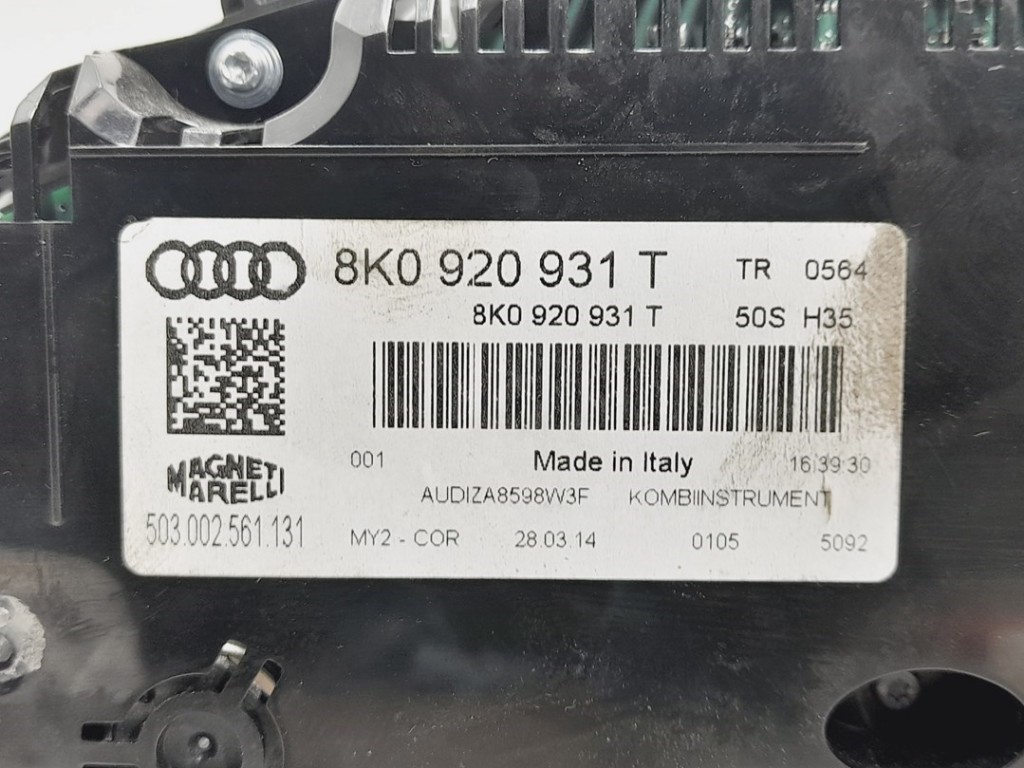 8K0 920 931 T TR 0564
8K0 920 931 T 50S H35
001 Made in Italy 16:39:30
MAGNETI
MARELLI
AUDIZA8598W3F KOMBIINSTRUMENT
503.002.561.131
MY2 - COR 28.03.14 0105 5092